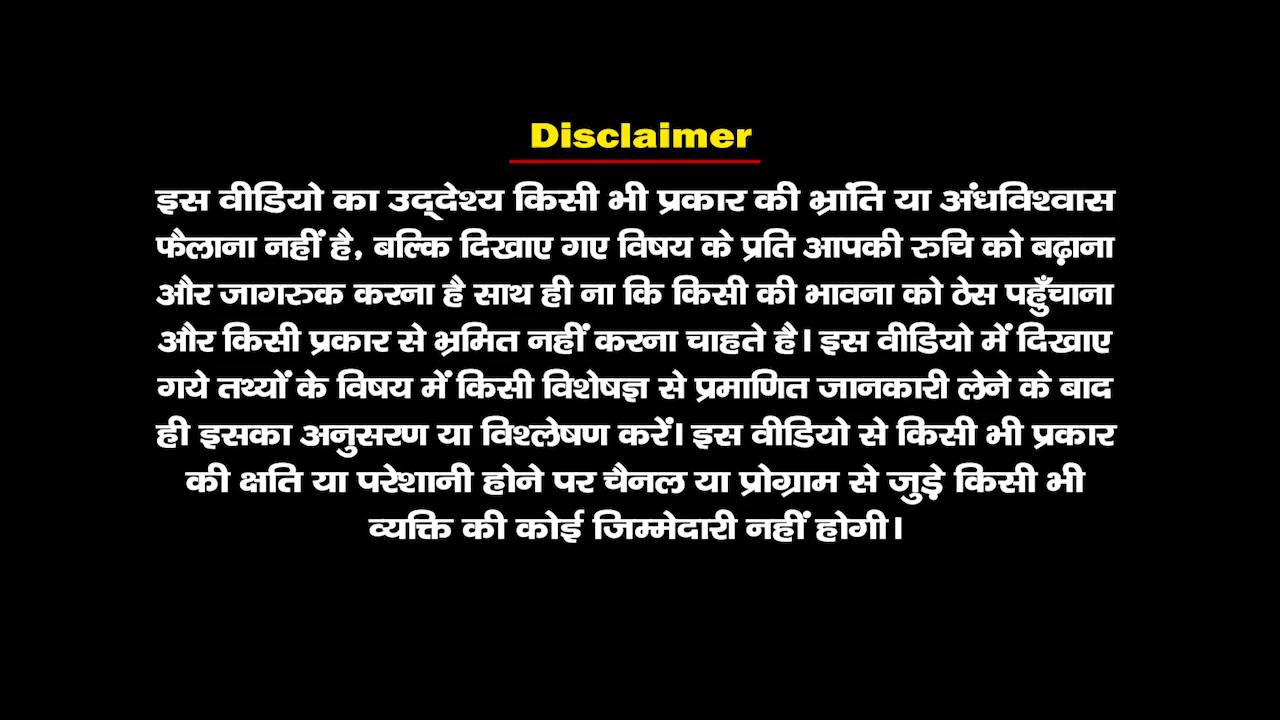 Disclaimer
इस वीडियो का उद्देश्य किसी भी प्रकार की भ्रांति या अंधविश्वास
फैलाना नहीं है, बल्कि दिखाए गए विषय के प्रति आपकी रुचि को बढ़ाना
और जागरुक करना है साथ ही ना कि किसी की भावना को ठेस पहुँचाना
और किसी प्रकार से भ्रमित नहीं करना चाहते है। इस वीडियो में दिखाए
गये तथ्यों के विषय में किसी विशेषज्ञ से प्रमाणित जानकारी लेने के बाद
ही इसका अनुसरण या विश्लेषण करें। इस वीडियो से किसी भी प्रकार
की क्षति या परेशानी होने पर चैनल या प्रोग्राम से जुड़े किसी भी
व्यक्ति की कोई जिम्मेदारी नहीं होगी।